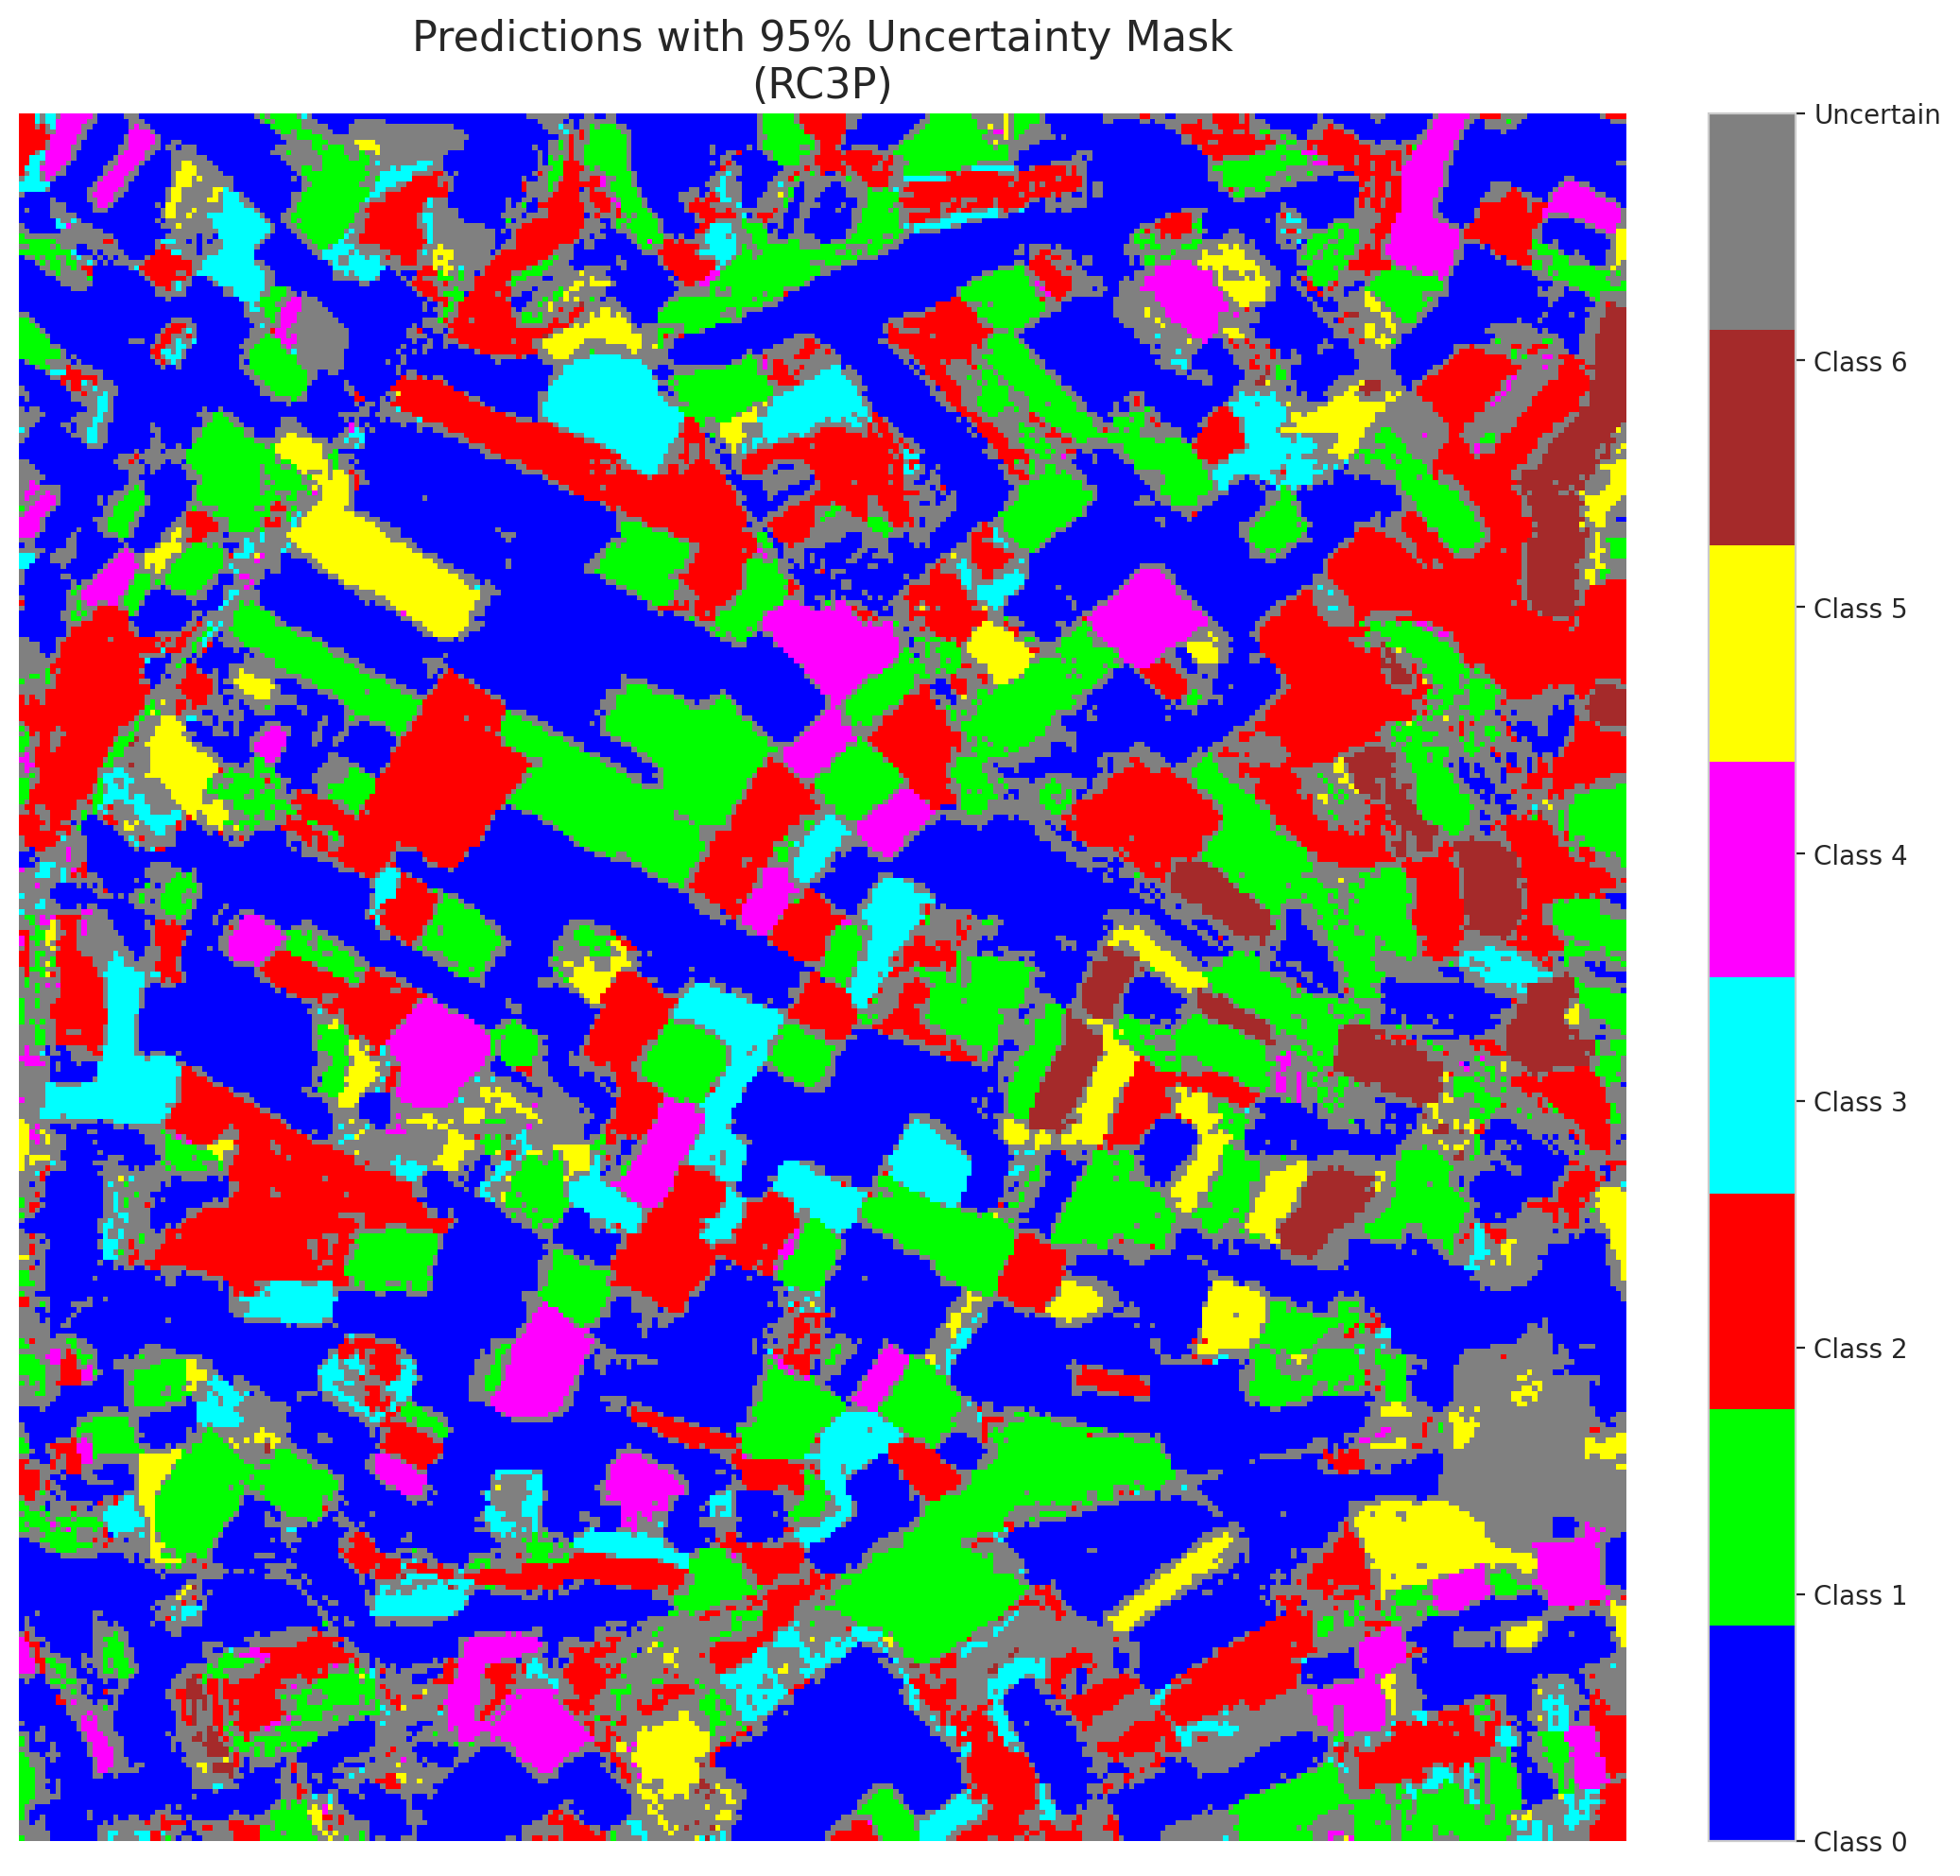 Predictions with 95% Uncertainty Mask
(RC3P)
Uncertain
Class 6
Class 5
Class 4
Class 3
Class 2
Class 1
Class 0